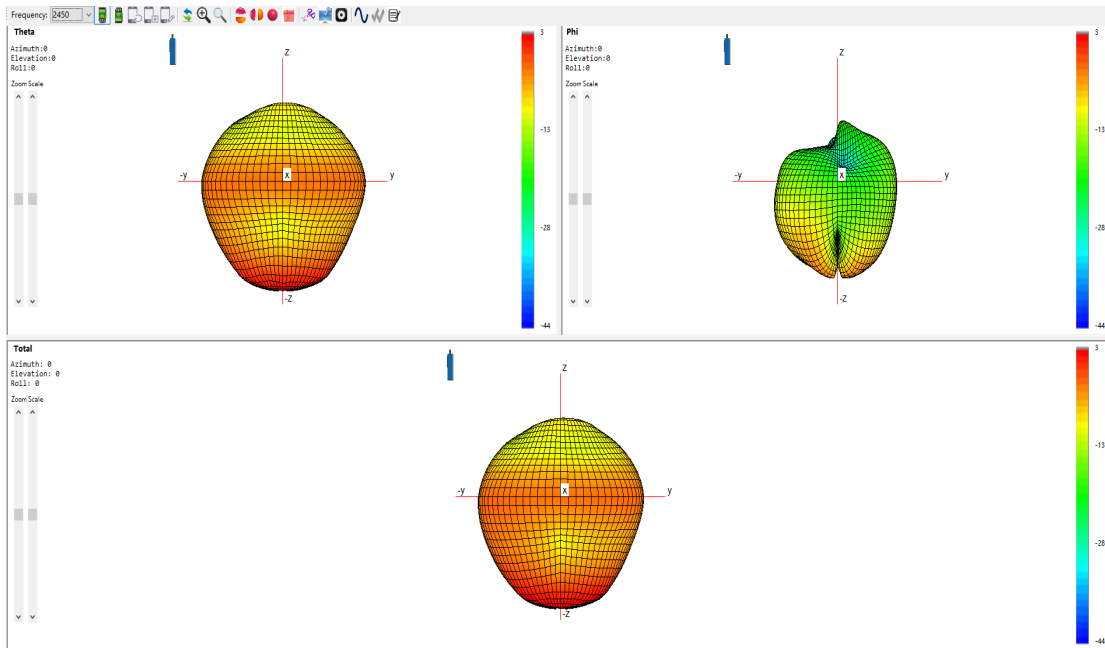 Frequency: 2450
Theta
Azimuth:0
Elevation:0
Roll:0
Zoom Scale
Z
-y
x
y
-Z
3
-13
-28
-44
Phi
Azimuth:0
Elevation:0
Roll:0
Zoom Scale
Z
-y
x
y
-Z
3
-13
-28
-44
Total
Azimuth: 0
Elevation: 0
Roll: 0
Zoom Scale
Z
-y
x
y
-Z
3
-13
-28
-44